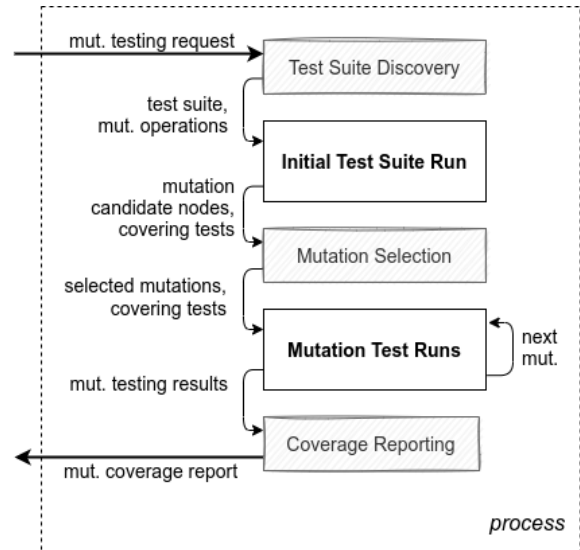 mut. testing request
Test Suite Discovery
test suite,
mut. operations
Initial Test Suite Run
mutation
candidate nodes,
covering tests
Mutation Selection
selected mutations,
covering tests
Mutation Test Runs
next
mut.
mut. testing results
Coverage Reporting
mut. coverage report
process